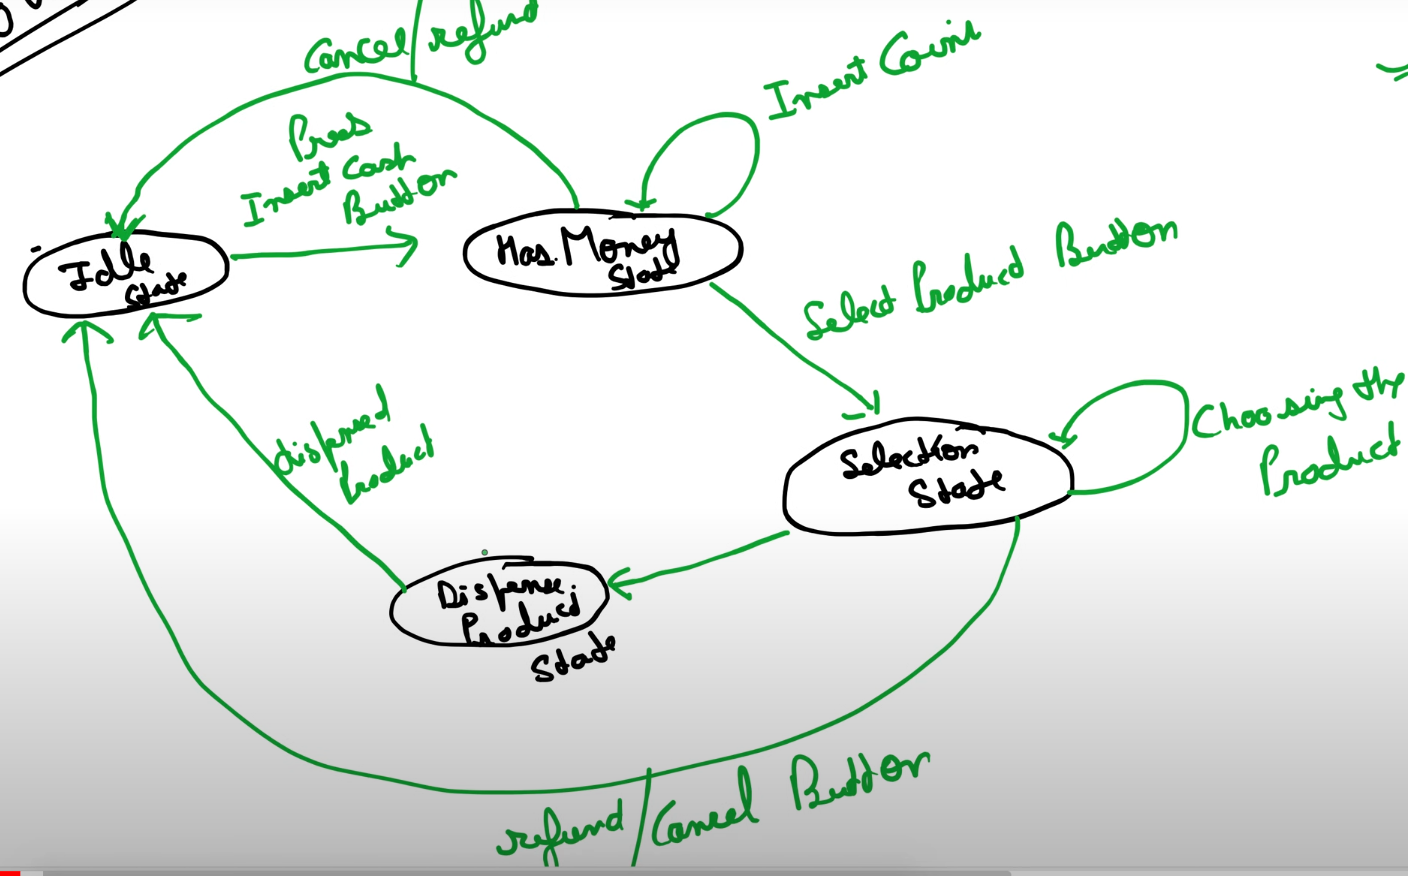 Cancel/refund
Insert Coins
Press
Insert Cash
Button
Idle
State
Has Money
State
Select Product Button
Choosing the
Product
Selection
State
dispensed
Product
Dispense
Product
State
refund/Cancel Button